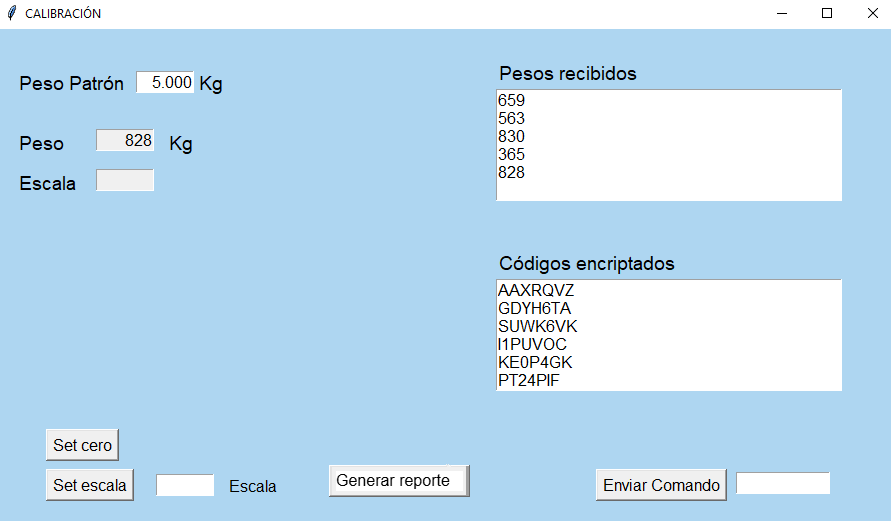 CALIBRACIÓN
Peso Patrón 5.000 Kg
Peso 828 Kg
Escala
Pesos recibidos
659
563
830
365
828
Códigos encriptados
AAXRQVZ
GDYH6TA
SUWK6VK
I1PUVOC
KE0P4GK
PT24PIF
Set cero
Set escala Escala
Generar reporte
Enviar Comando